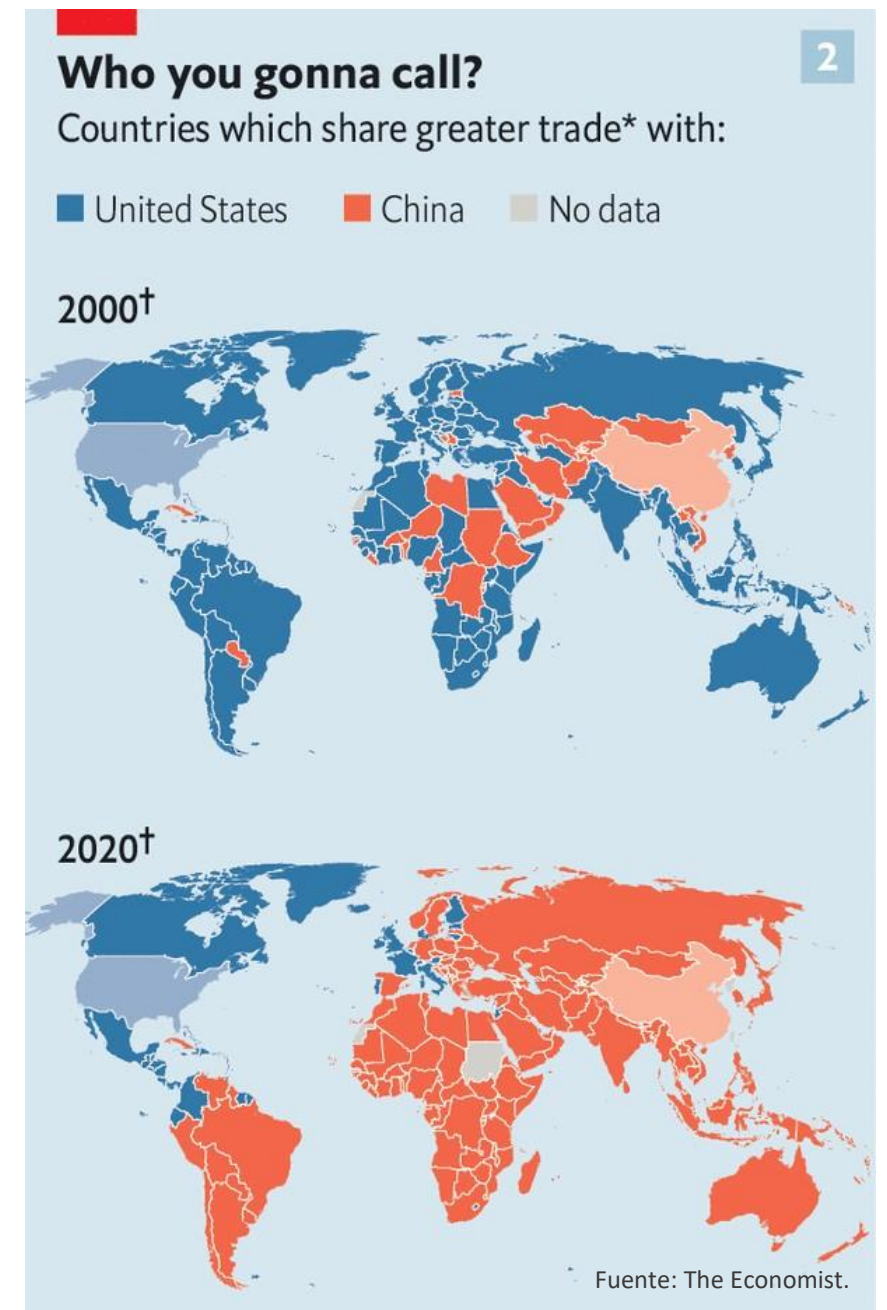 Who you gonna call?
2
Countries which share greater trade* with:
United States China No data
2000†
2020†
Fuente: The Economist.